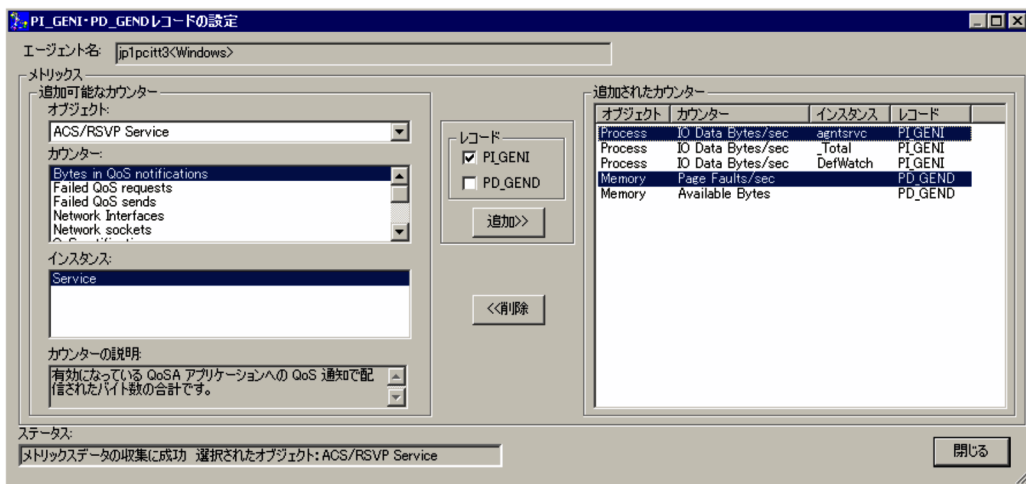 PI_GENI・PD_GENDレコードの設定
エージェント名: jp1pcitt3<Windows>
メトリックス
追加可能なカウンター
オブジェクト:
ACS/RSVP Service
カウンター:
Bytes in QoS notifications
Failed QoS requests
Failed QoS sends
Network Interfaces
Network sockets
インスタンス:
Service
カウンターの説明:
有効になっている QoSA アプリケーションへの QoS 通知で配
信されたバイト数の合計です。
レコード
PI_GENI
PD_GEND
追加>>
<<削除
追加されたカウンター
オブジェクト カウンター インスタンス レコード
Process IO Data Bytes/sec agntsrvc PI_GENI
Process IO Data Bytes/sec _Total PI_GENI
Process IO Data Bytes/sec DefWatch PI_GENI
Memory Page Faults/sec PD_GEND
Memory Available Bytes PD_GEND
ステータス:
メトリックスデータの収集に成功 選択されたオブジェクト: ACS/RSVP Service
閉じる